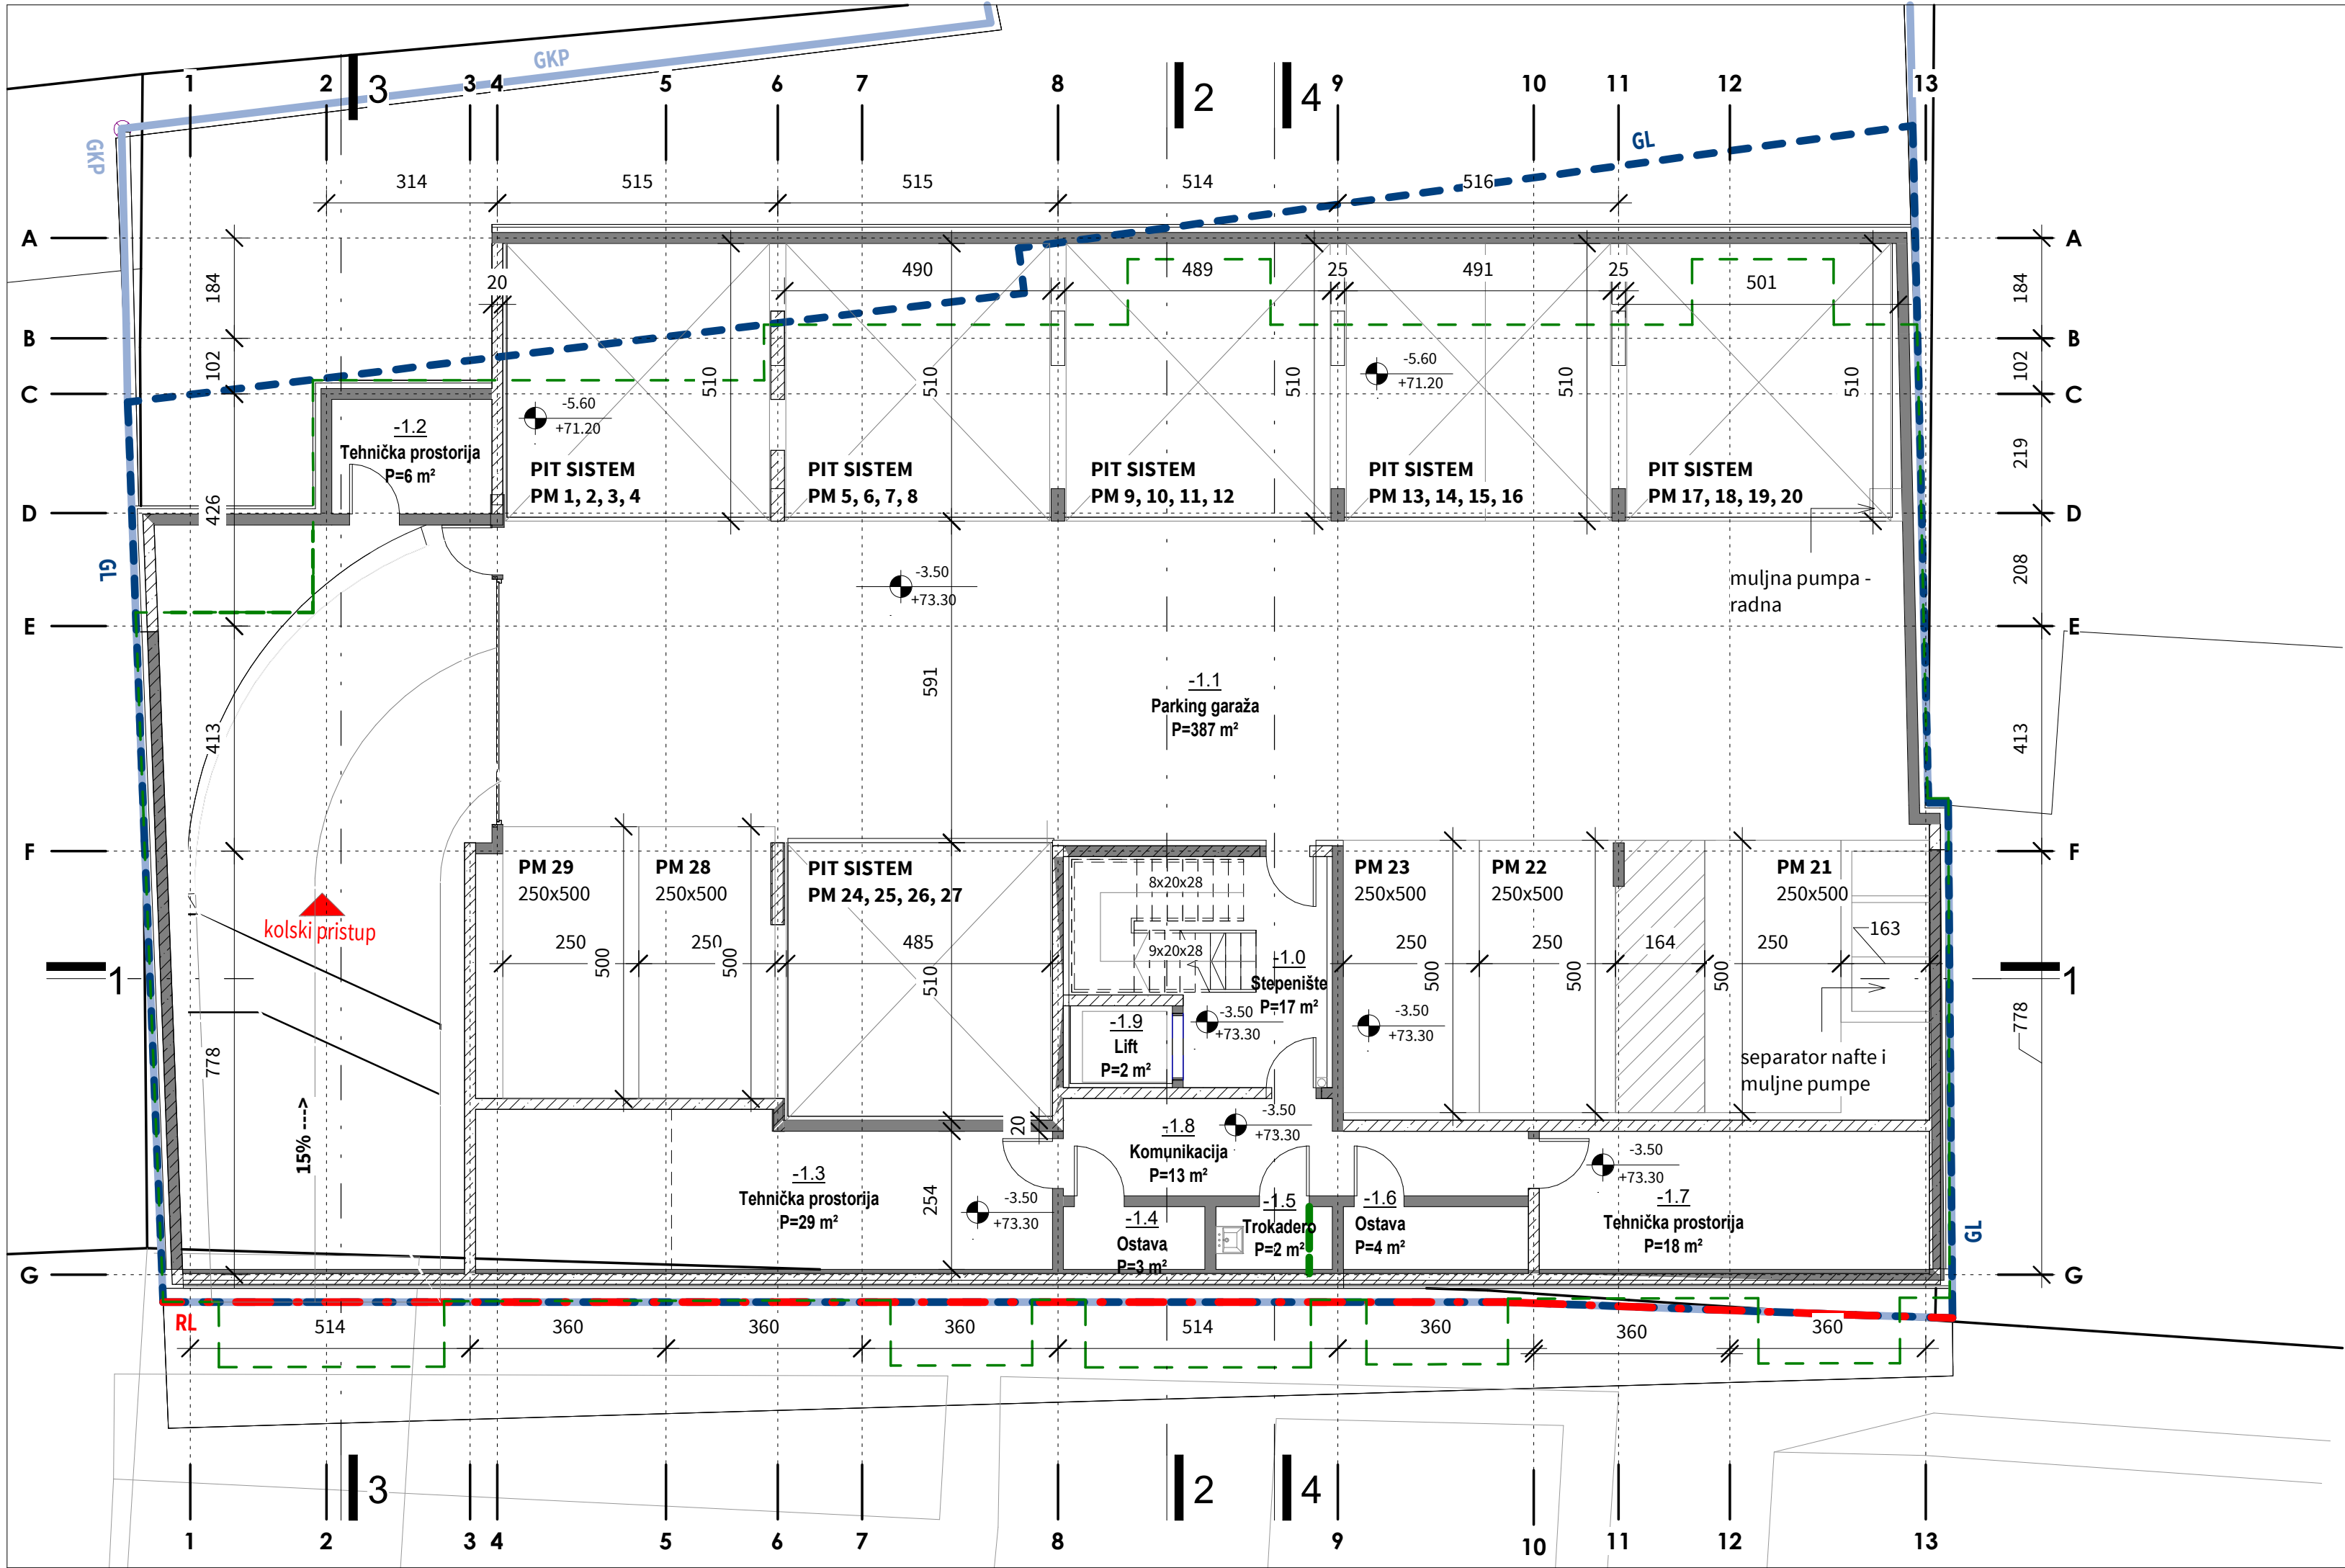 GKP
GKP
1
2
3
3
4
5
6
7
8
2
4
9
10
11
12
13
GL
314
515
515
514
516
A
A
184
184
20
490
489
25
491
25
501
B
B
102
102
510
510
510
510
510
-5.60
+71.20
-5.60
+71.20
C
C
-1.2
Tehnička prostorija
P=6 m²
219
426
PIT SISTEM
PM 1, 2, 3, 4
PIT SISTEM
PM 5, 6, 7, 8
PIT SISTEM
PM 9, 10, 11, 12
PIT SISTEM
PM 13, 14, 15, 16
PIT SISTEM
PM 17, 18, 19, 20
D
D
GL
-3.50
+73.30
muljna pumpa -
radna
208
E
E
591
413
413
-1.1
Parking garaža
P=387 m²
F
F
PM 29
250x500
PM 28
250x500
PIT SISTEM
PM 24, 25, 26, 27
8x20x28
9x20x28
PM 23
250x500
PM 22
250x500
PM 21
250x500
kolski pristup
250
500
250
500
485
510
-1.0
Stepenište
P=17 m²
250
500
250
500
164
500
250
163
1
1
-1.9
Lift
P=2 m²
-3.50
+73.30
-3.50
+73.30
778
778
separator nafte i
muljne pumpe
15% --->
20
-3.50
+73.30
-1.8
Komunikacija
P=13 m²
-1.3
Tehnička prostorija
P=29 m²
254
-3.50
+73.30
-1.4
Ostava
P=3 m²
-1.5
Trokadero
P=2 m²
-1.6
Ostava
P=4 m²
-3.50
+73.30
-1.7
Tehnička prostorija
P=18 m²
GL
G
G
RL
514
360
360
360
514
360
360
360
3
2
4
1
2
3
4
5
6
7
8
9
10
11
12
13